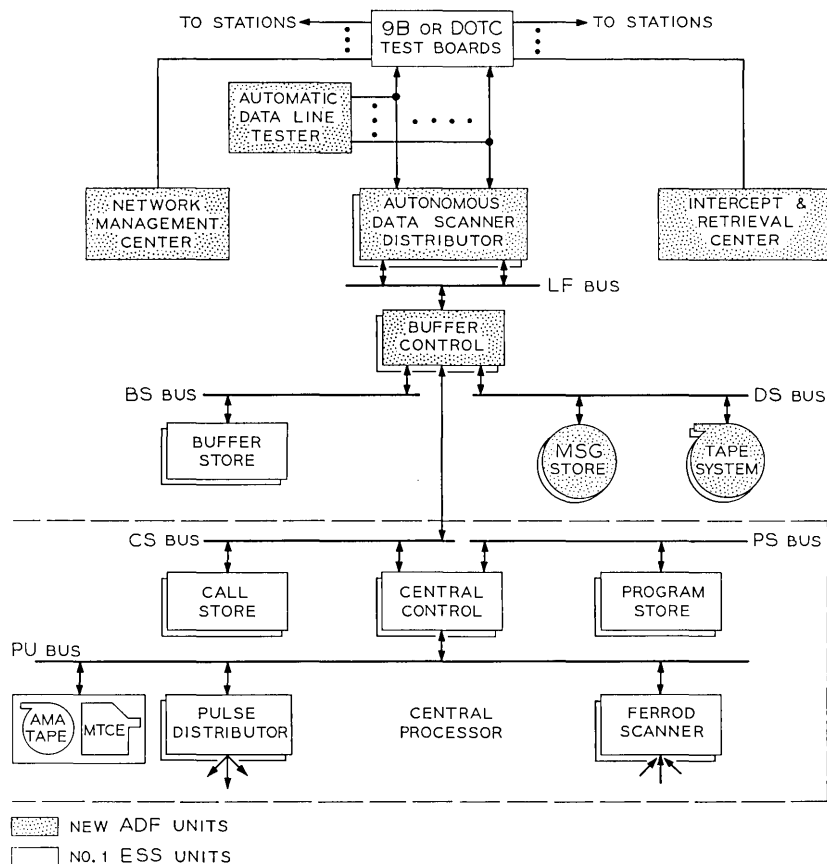 TO STATIONS
9B OR DOTC
TEST BOARDS
TO STATIONS
AUTOMATIC
DATA LINE
TESTER
NETWORK
MANAGEMENT
CENTER
AUTONOMOUS
DATA SCANNER
DISTRIBUTOR
INTERCEPT &
RETRIEVAL
CENTER
LF BUS
BUFFER
CONTROL
BS BUS
DS BUS
BUFFER
STORE
MSG
STORE
TAPE
SYSTEM
CS BUS
PS BUS
CALL
STORE
CENTRAL
CONTROL
PROGRAM
STORE
PU BUS
AMA
TAPE
MTCE
PULSE
DISTRIBUTOR
CENTRAL
PROCESSOR
FERROD
SCANNER
NEW ADF UNITS
NO. 1 ESS UNITS